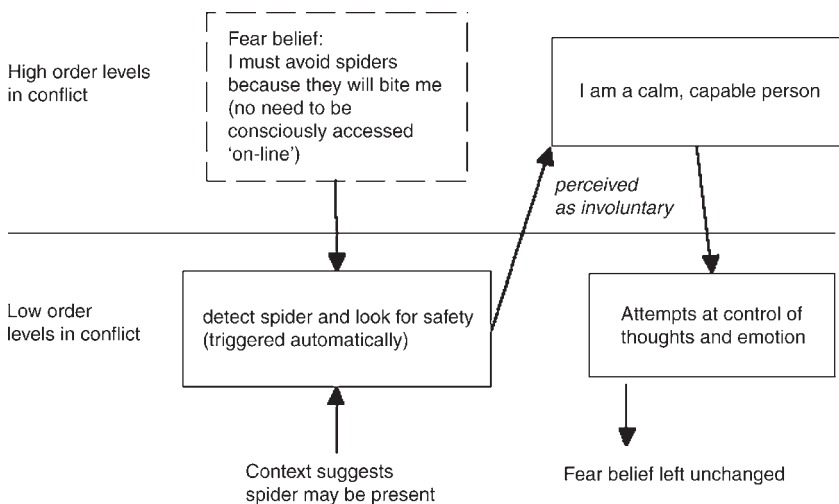 High order levels
in conflict
Fear belief:
I must avoid spiders
because they will bite me
(no need to be
consciously accessed
‘on-line’)
I am a calm, capable person
perceived
as involuntary
Low order
levels in conflict
detect spider and look for safety
(triggered automatically)
Attempts at control of
thoughts and emotion
Context suggests
spider may be present
Fear belief left unchanged